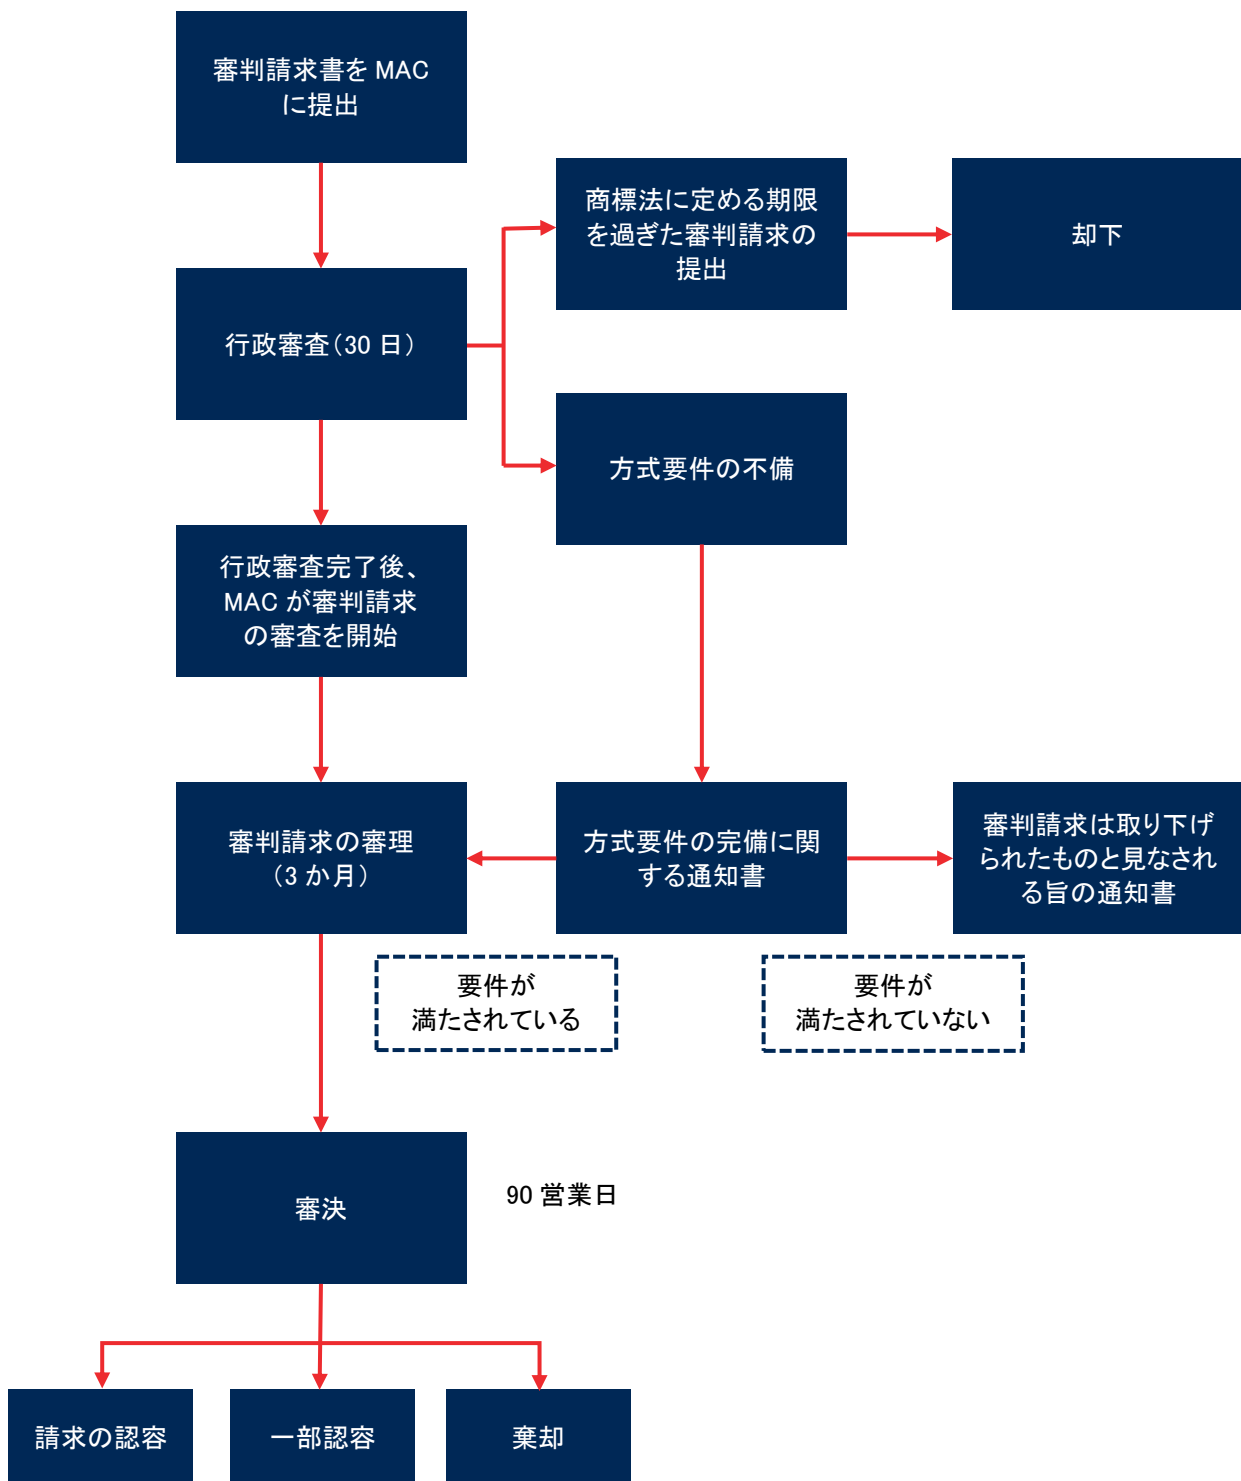 審判請求書を MAC
に提出
商標法に定める期限
を過ぎた審判請求の
提出
却下
行政審査(30 日)
方式要件の不備
行政審査完了後、
MAC が審判請求
の審査を開始
審判請求の審理
(3 か月)
方式要件の完備に関
する通知書
審判請求は取り下げ
られたものと見なされ
る旨の通知書
要件が
満たされている
要件が
満たされていない
審決
90 営業日
請求の認容
一部認容
棄却